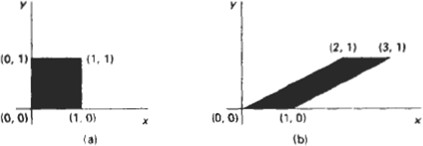 y
y
(2, 1) (3, 1)
(0, 1) (1, 1)
(0, 0) (1, 0) x (0, 0) (1, 0) x
(a) (b)